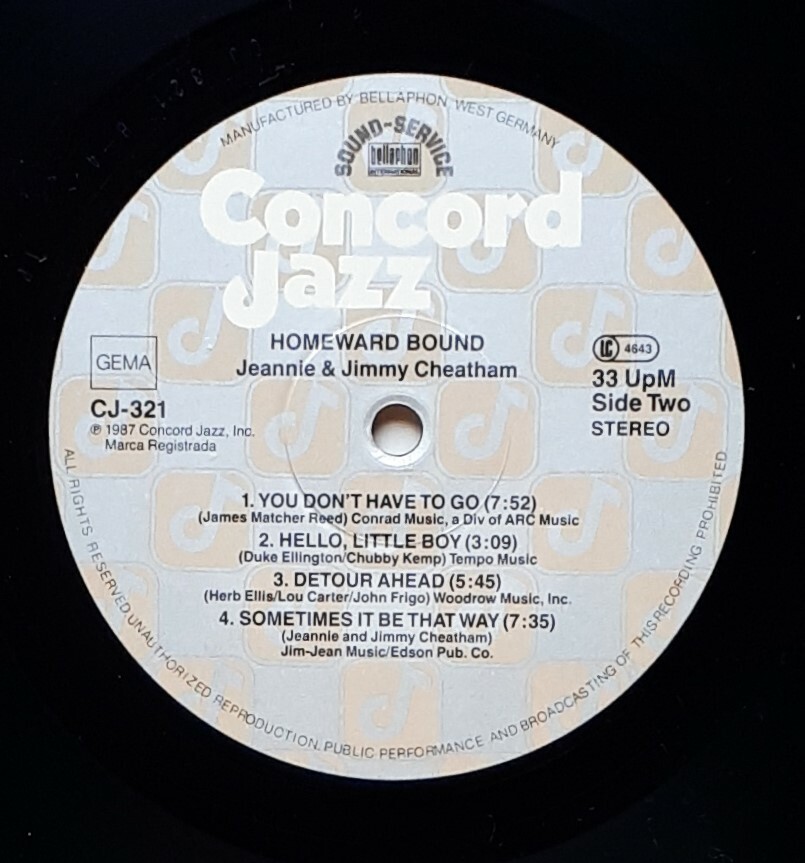 MANUFACTURED BY BELLAPHON, WEST GERMANY
SOUND-SERVICE
bellaphon
INTERNATIONAL
Concord
Jazz
HOMEWARD BOUND
Jeannie & Jimmy Cheatham
GEMA
CJ-321
℗ 1987 Concord Jazz, Inc.
Marca Registrada
LC 4643
33 UpM
Side Two
STEREO
1. YOU DON'T HAVE TO GO (7:52)
(James Matcher Reed) Conrad Music, a Div of ARC Music
2. HELLO, LITTLE BOY (3:09)
(Duke Ellington/Chubby Kemp) Tempo Music
3. DETOUR AHEAD (5:45)
(Herb Ellis/Lou Carter/John Frigo) Woodrow Music, Inc.
4. SOMETIMES IT BE THAT WAY (7:35)
(Jeannie and Jimmy Cheatham)
Jim-Jean Music/Edson Pub. Co.
ALL RIGHTS RESERVED. UNAUTHORIZED REPRODUCTION. PUBLIC PERFORMANCE AND BROADCASTING OF THIS RECORDING PROHIBITED